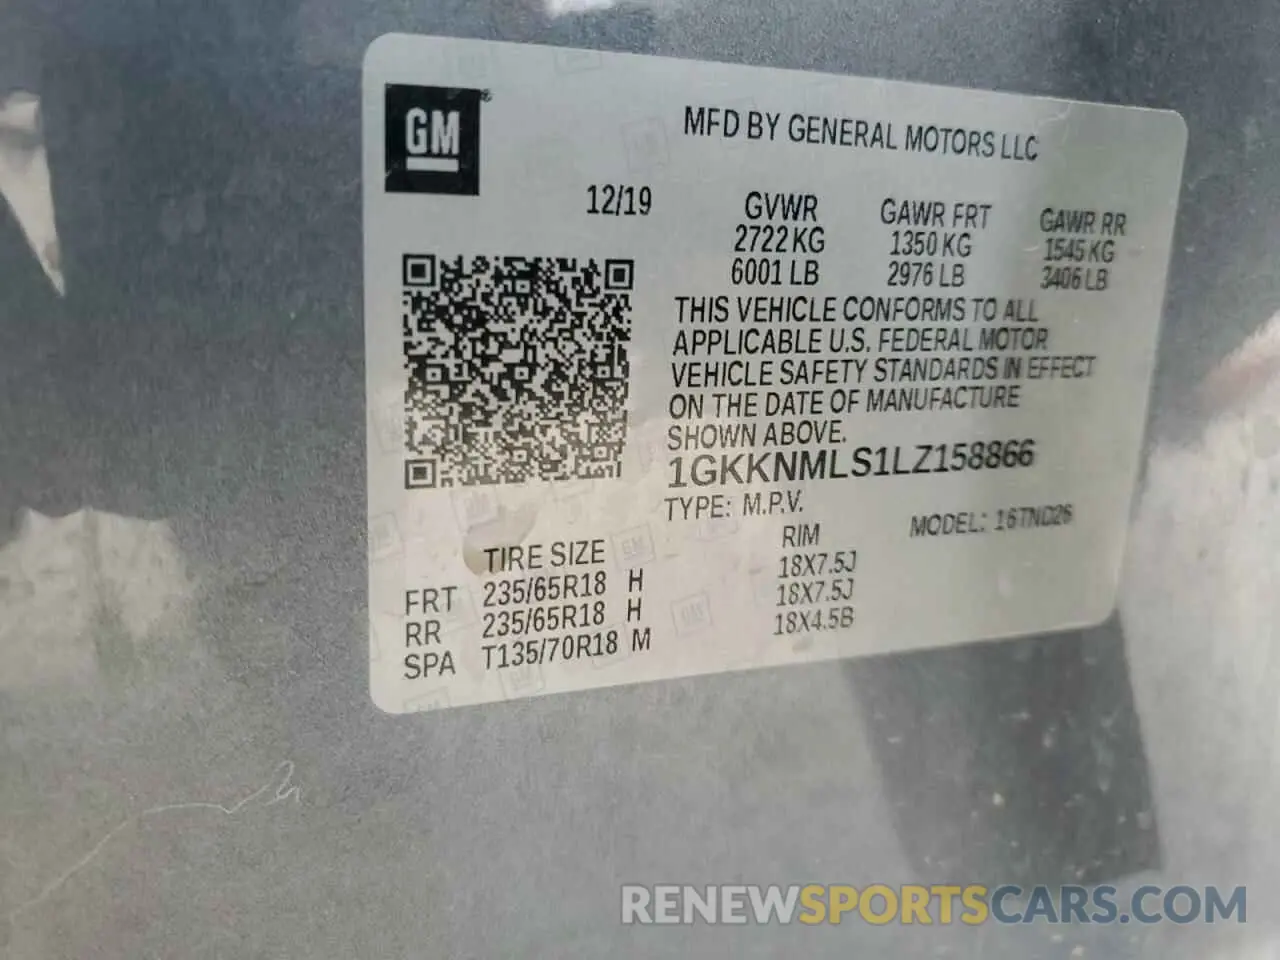 GM
MFD BY GENERAL MOTORS LLC
12/19
GVWR GAWR FRT GAWR RR
2722 KG 1350 KG 1545 KG
6001 LB 2976 LB 3406 LB
THIS VEHICLE CONFORMS TO ALL
APPLICABLE U.S. FEDERAL MOTOR
VEHICLE SAFETY STANDARDS IN EFFECT
ON THE DATE OF MANUFACTURE
SHOWN ABOVE.
1GKKNMLS1LZ158866
TYPE: M.P.V. MODEL:
TIRE SIZE RIM
FRT 235/65R18 H 18X7.5J
RR 235/65R18 H 18X7.5J
SPA T135/70R18 M 18X4.5B
RENEWSPORTSCARS.COM